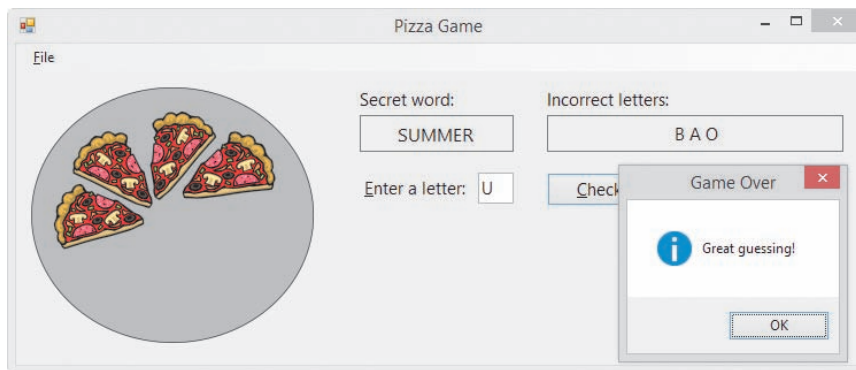 Pizza Game
File
Secret word:
Incorrect letters:
SUMMER
B A O
Enter a letter: U
Check
Game Over
Great guessing!
OK